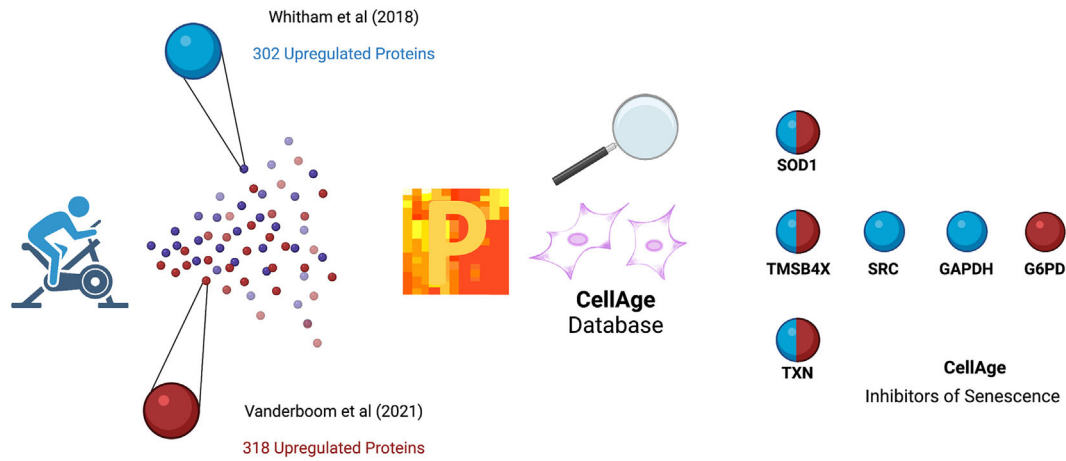 Whitham et al (2018)
302 Upregulated Proteins
P
CellAge
Database
Vanderboom et al (2021)
318 Upregulated Proteins
SOD1
TMSB4X SRC GAPDH G6PD
TXN
CellAge
Inhibitors of Senescence